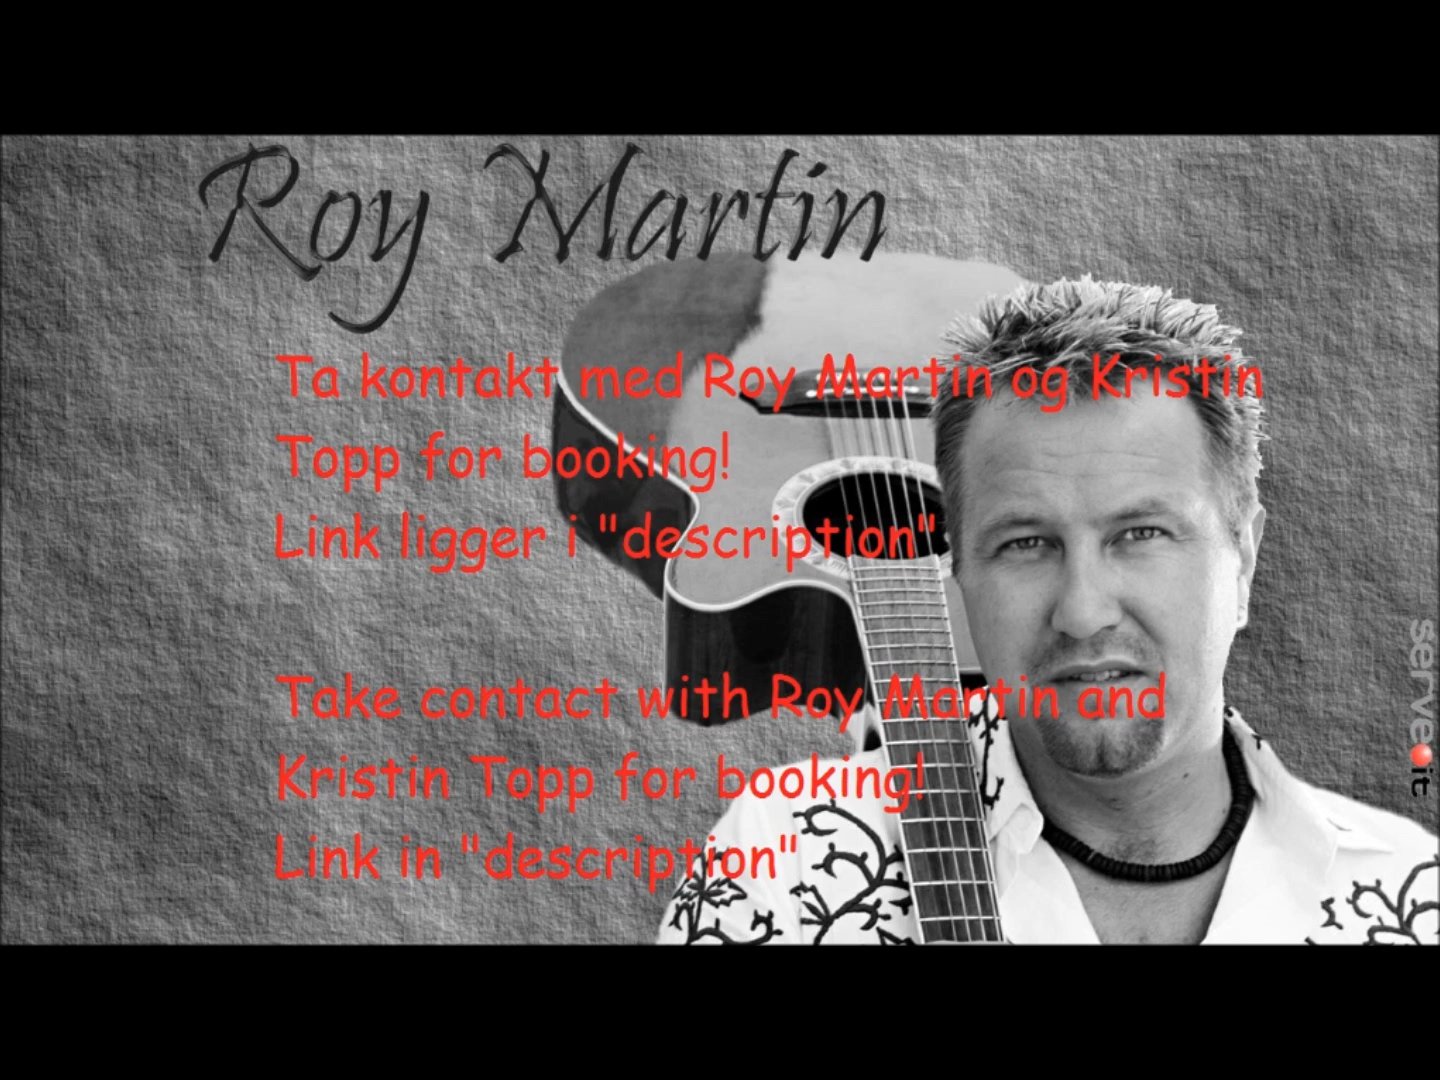 Roy Martin
Ta kontakt med Roy Martin og Kristin
Topp for booking!
Link ligger i "description"
Take contact with Roy Martin and
Kristin Topp for booking!
Link in "description"
serve it